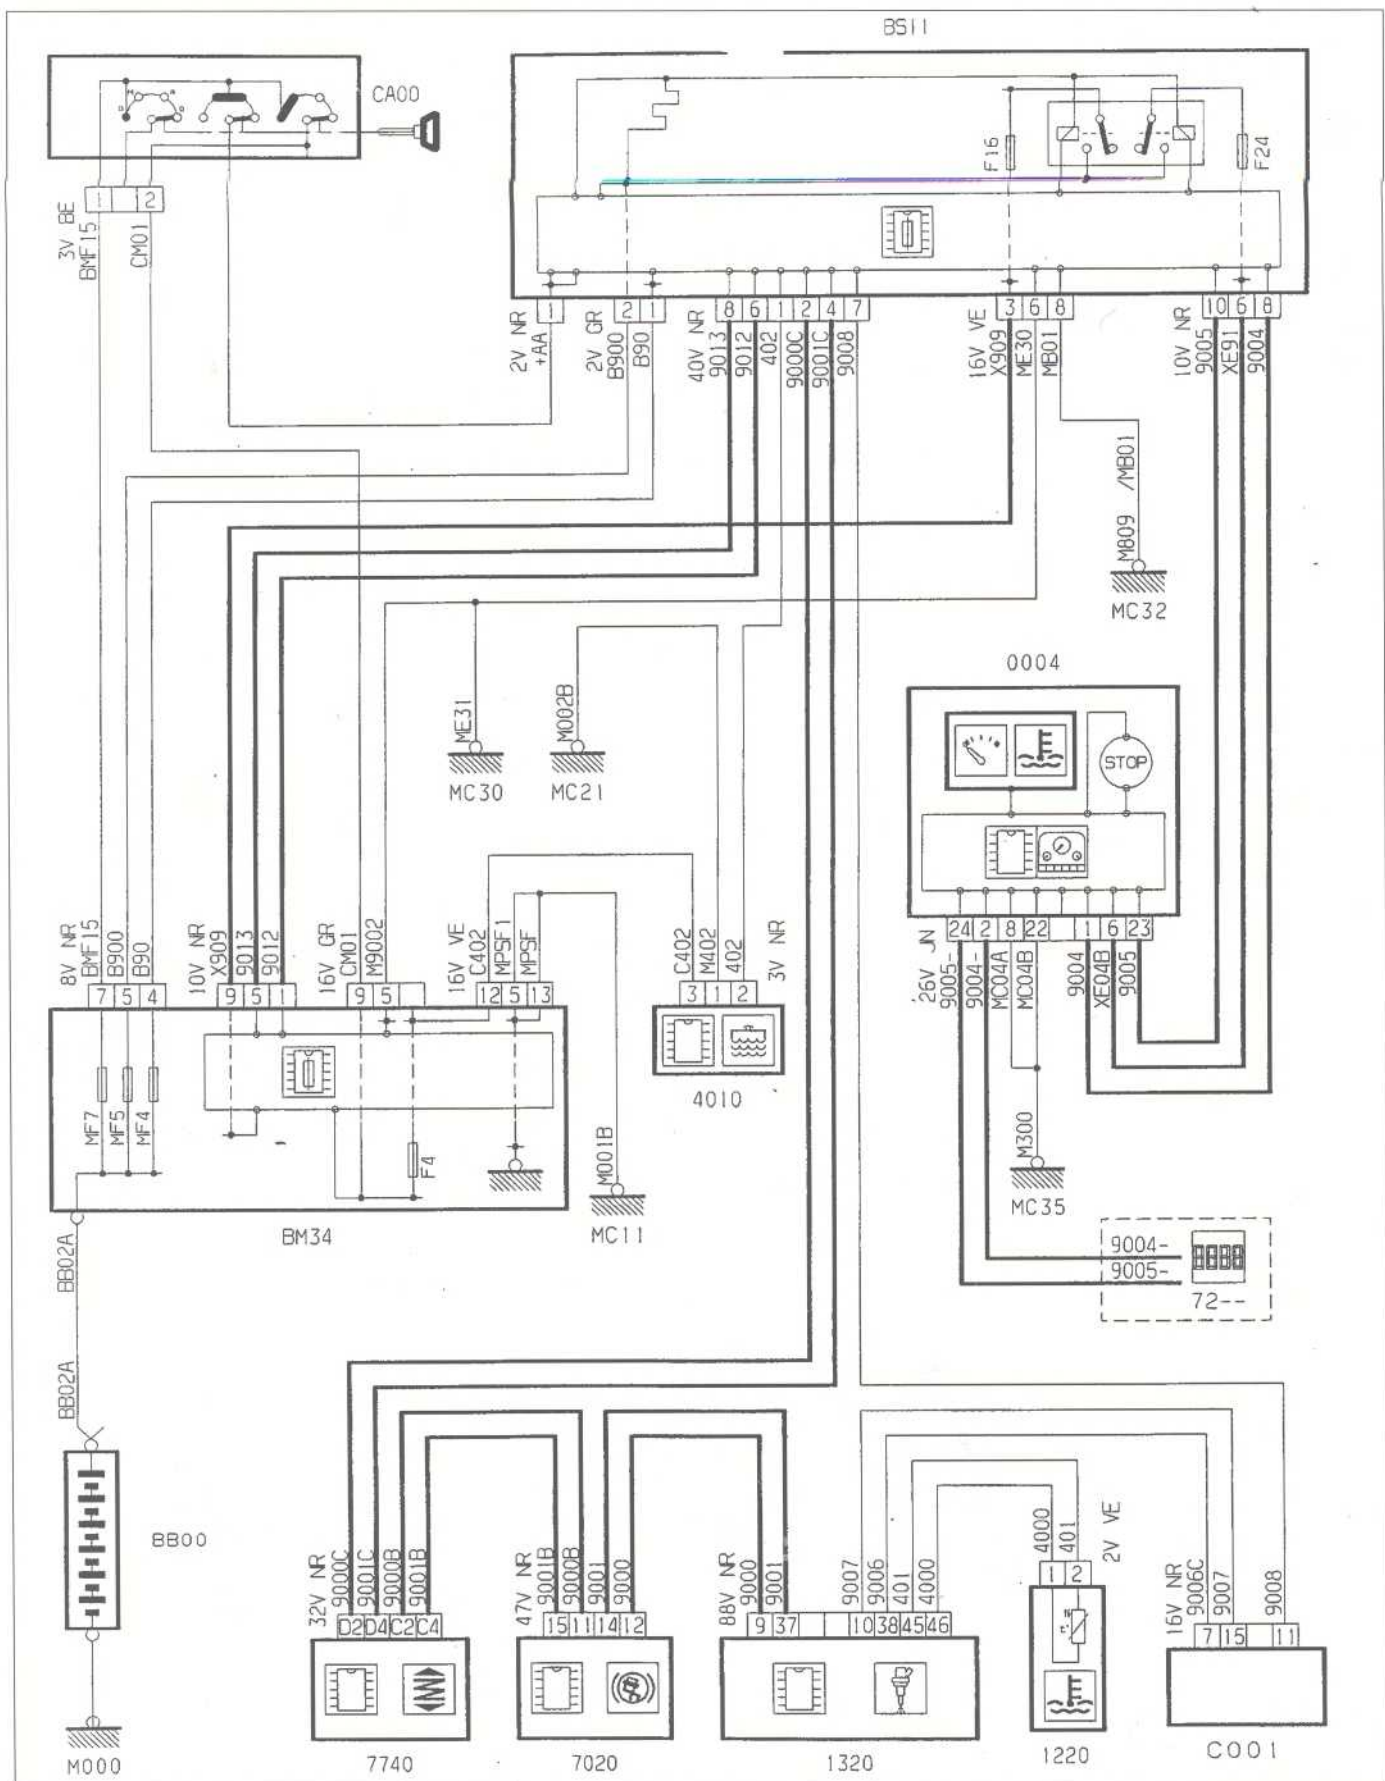 BSI1
CA00
F16
F24
1 2
3V BE
BMF15
CM01
1
2 1
8 6 1 2 4 7
3 6 8
10 6 8
2V NR
+AA
2V GR
B900
B90
40V NR
9013
9012
402
9000C
9001C
9008
16V VE
X909
ME30
MB01
10V NR
9005
XE91
9004
M809 /MB01
MC32
0004
STOP
ME31
MC30
M002B
MC21
24 2 8 22 1 6 23
26V JN
9005-
9004-
MC04A
MC04B
9004
XE04B
9005
8V NR
BMF15
B900
B90
10V NR
X909
9013
9012
16V GR
CM01
M9002
16V VE
C402
MPSF1
MPSF
C402
M402
402
3V NR
7 5 4
9 5 1
9 5
12 5 13
3 1 2
4010
MF7
MF5
MF4
F4
M001B
MC11
BM34
M300
MC35
9004-
9005-
72--
BB02A
BB02A
BB00
M000
32V NR
9000C
9001C
9000B
9001B
D2 D4 C2 C4
7740
47V NR
9001B
9000B
9001
9000
15 11 14 12
7020
88V NR
9000
9001
9007
9006
401
4000
9 37 10 38 45 46
1320
4000
401
2V VE
1 2
1220
16V NR
9006C
9007
9008
7 15 11
C001